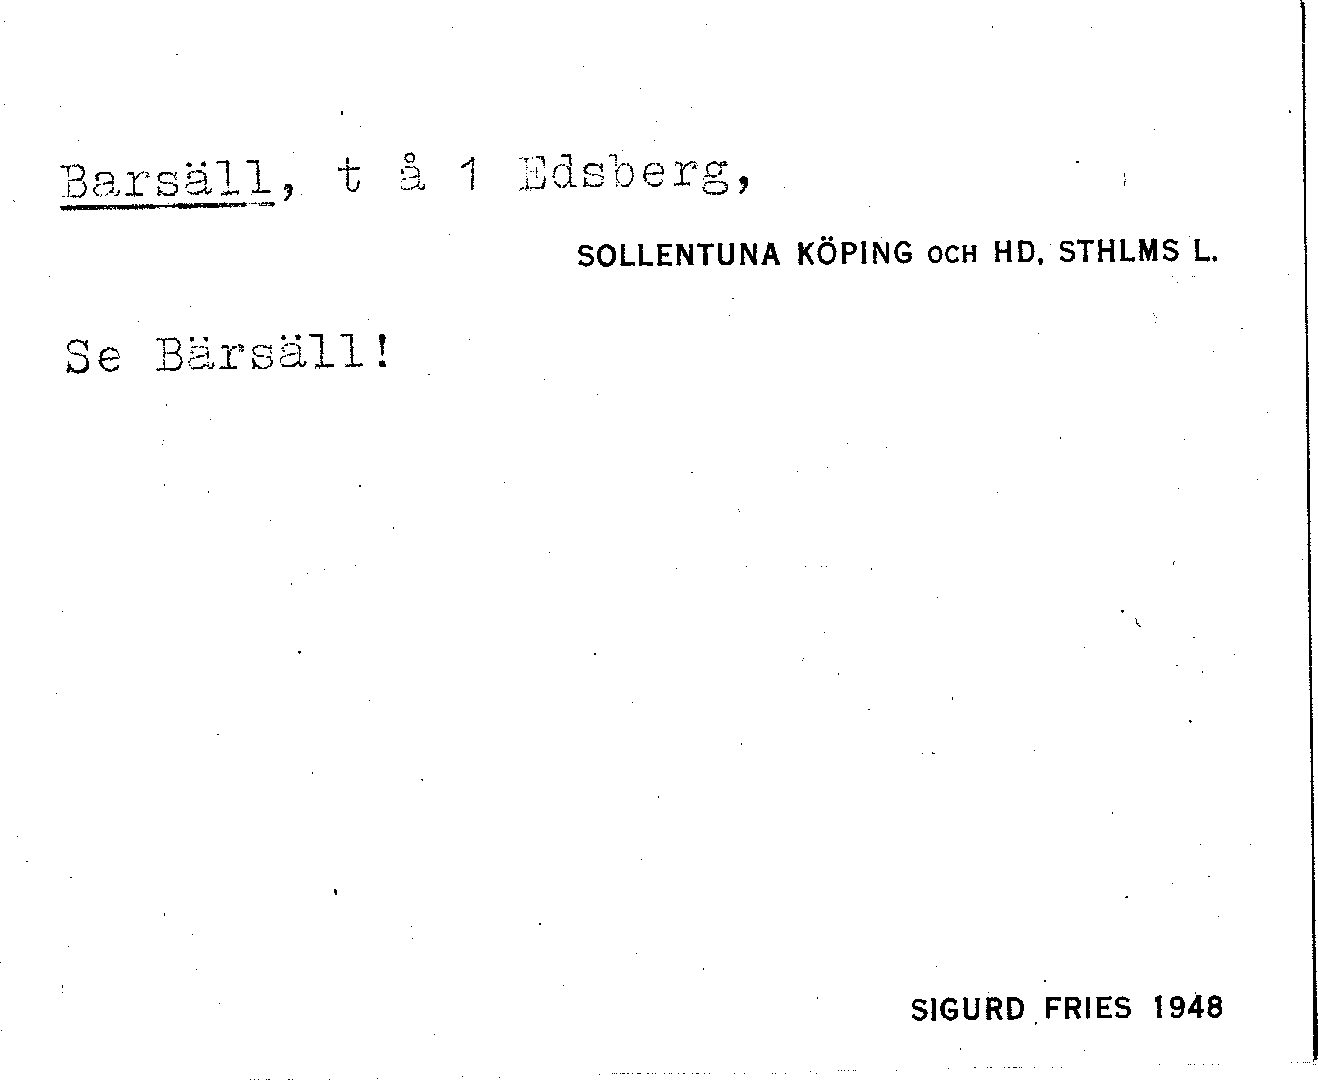 Barsäll, t å 1 Edsberg,
SOLLENTUNA KÖPING OCH HD, STHLMS L.
Se Bärsäll!
SIGURD FRIES 1948